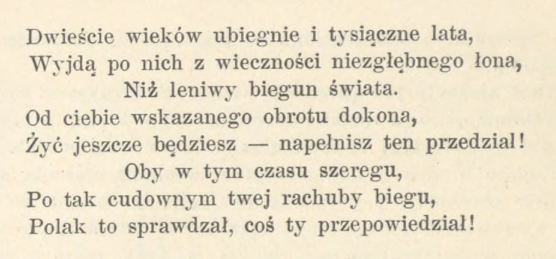 Dwieście wieków ubiegnie i tysiączne lata,
Wyjdą po nich z wieczności niezgłębnego łona,
Niż leniwy biegun świata.
Od ciebie wskazanego obrotu dokona,
Żyć jeszcze będziesz — napełnisz ten przedział!
Oby w tym czasu szeregu,
Po tak cudownym twej rachuby biegu,
Polak to sprawdzał, coś ty przepowiedział!